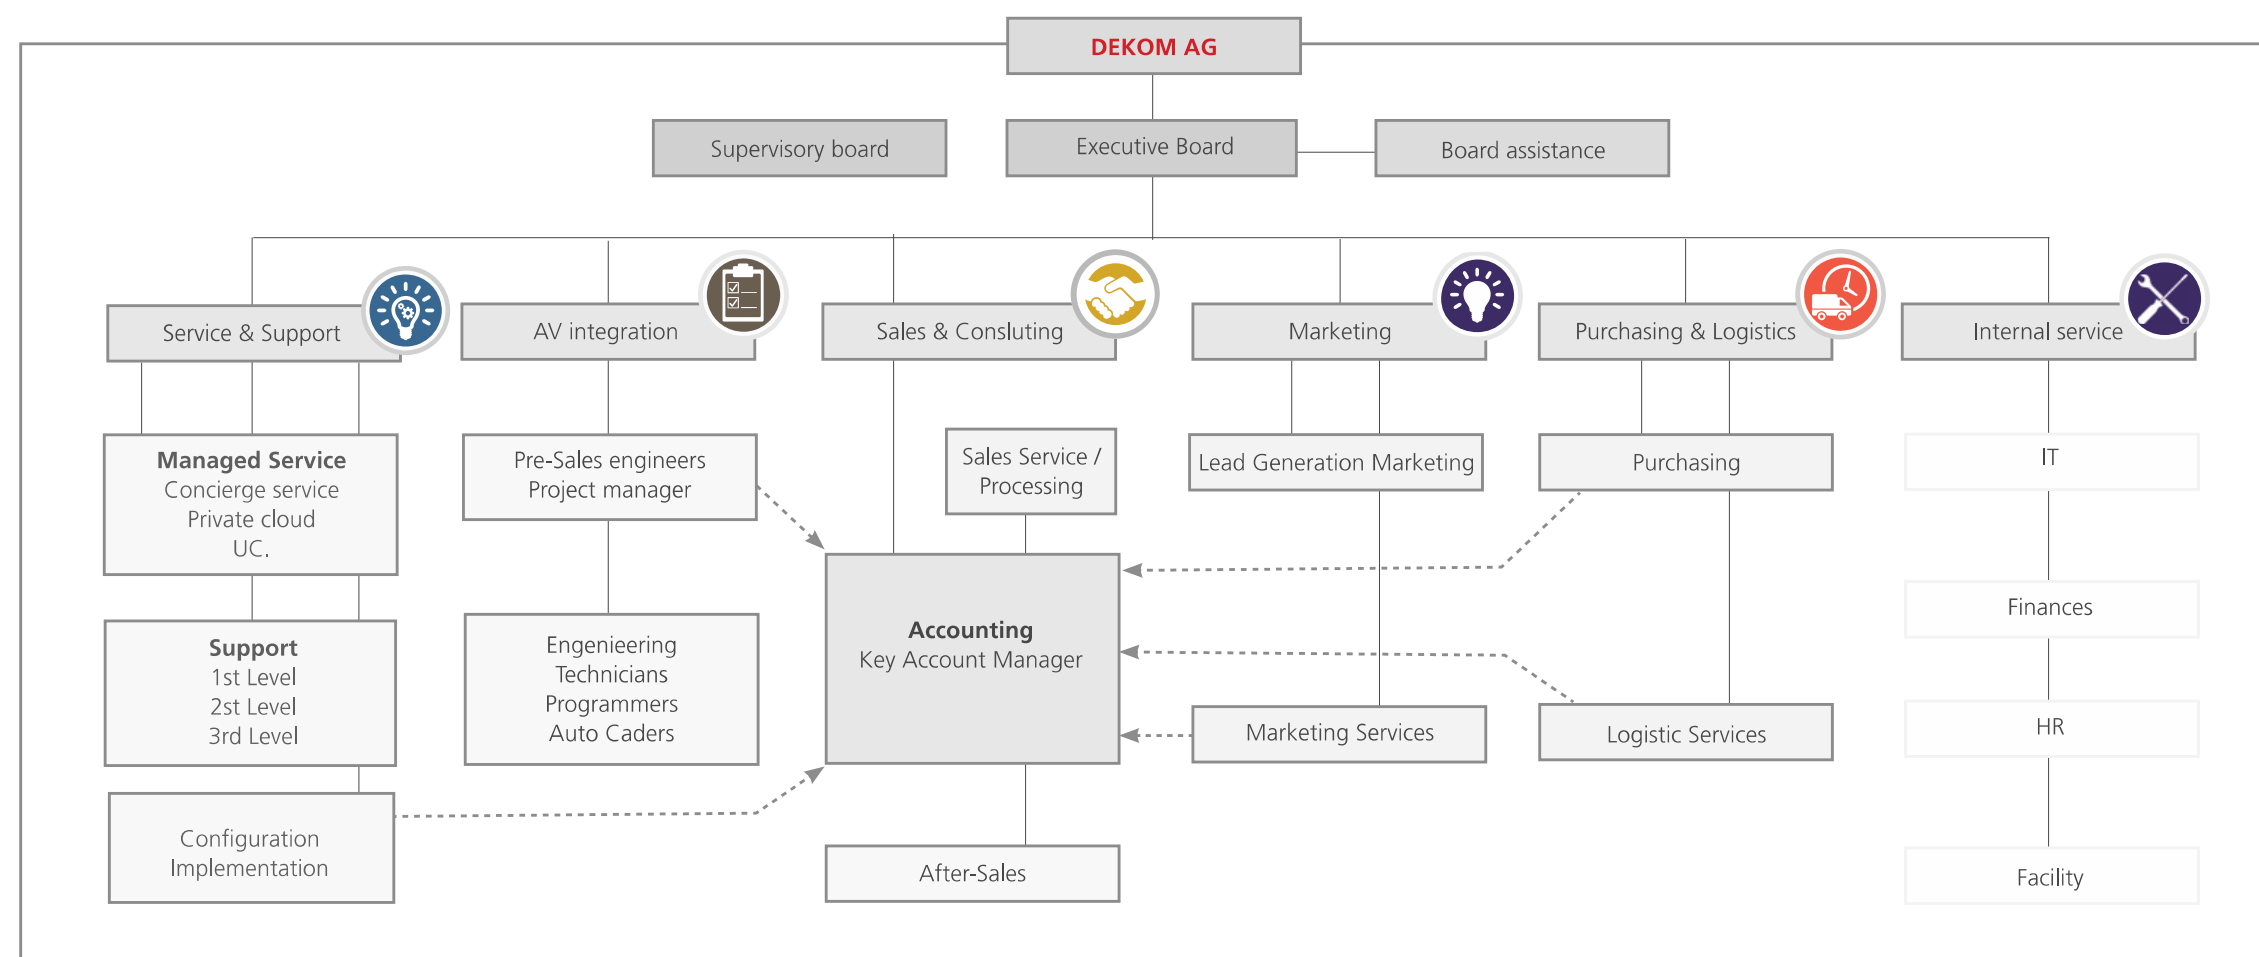 DEKOM AG
Supervisory board
Executive Board
Board assistance
Service & Support
AV integration
Sales & Consluting
Marketing
Purchasing & Logistics
Internal service
Managed Service
Concierge service
Private cloud
UC.
Support
1st Level
2st Level
3rd Level
Configuration
Implementation
Pre-Sales engineers
Project manager
Engenieering
Technicians
Programmers
Auto Caders
Sales Service /
Processing
Accounting
Key Account Manager
After-Sales
Lead Generation Marketing
Marketing Services
Purchasing
Logistic Services
IT
Finances
HR
Facility